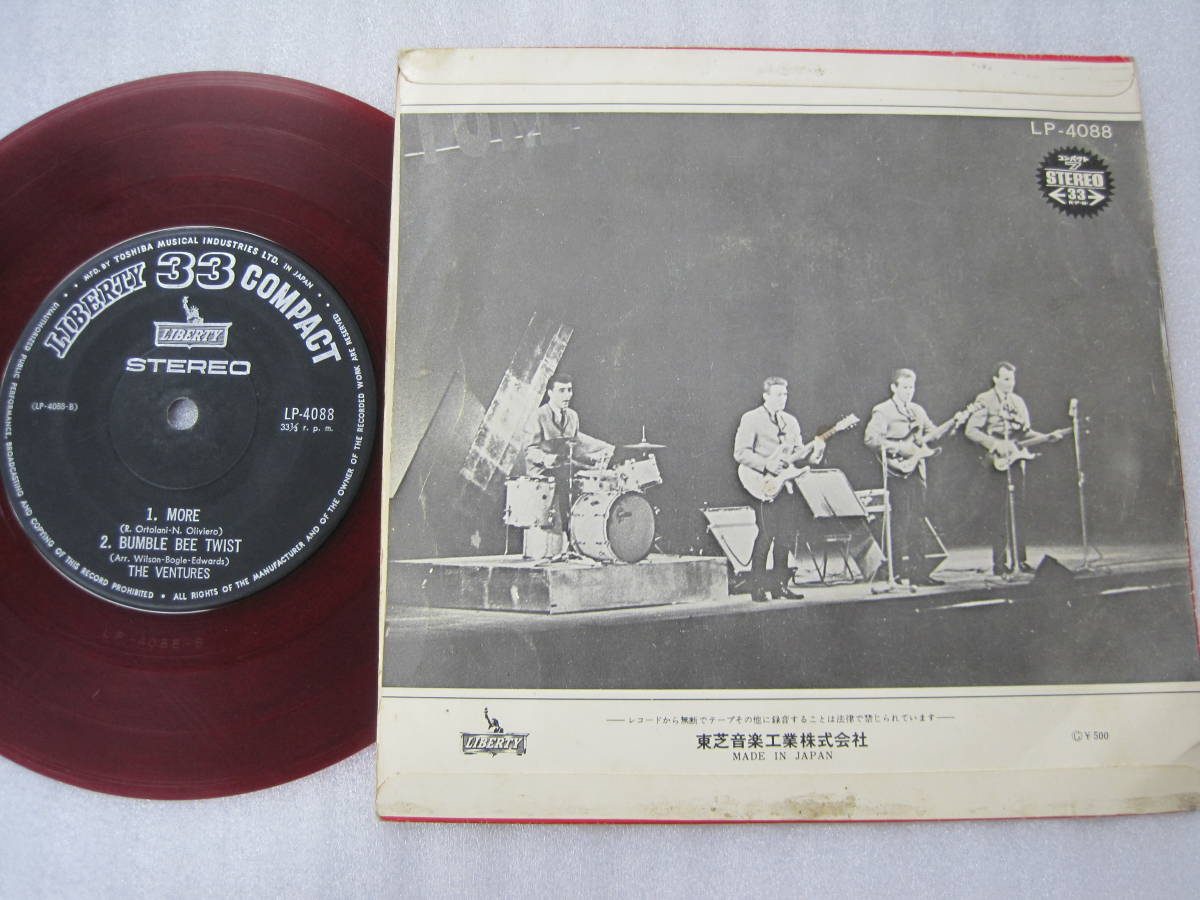 MFD. BY TOSHIBA MUSICAL INDUSTRIES LTD. IN JAPAN
LIBERTY 33 COMPACT
LIBERTY
STEREO
(LP-4088-B)
LP-4088
33⅓ r. p. m.
1. MORE
(R. Ortolani-N. Oliviero)
2. BUMBLE BEE TWIST
(Arr. Wilson-Bogle-Edwards)
THE VENTURES
UNAUTHORIZED PUBLIC PERFORMANCE, BROADCASTING AND COPYING OF THIS RECORD PROHIBITED • ALL RIGHTS OF THE MANUFACTURER AND OF THE OWNER OF THE RECORDED WORK ARE RESERVED
LP-4088-B
LP-4088
コンパクト
STEREO
33
R·P·M
LIBERTY
レコードから無断でテープその他に録音することは法律で禁じられています
東芝音楽工業株式会社
MADE IN JAPAN
Ⓖ¥500